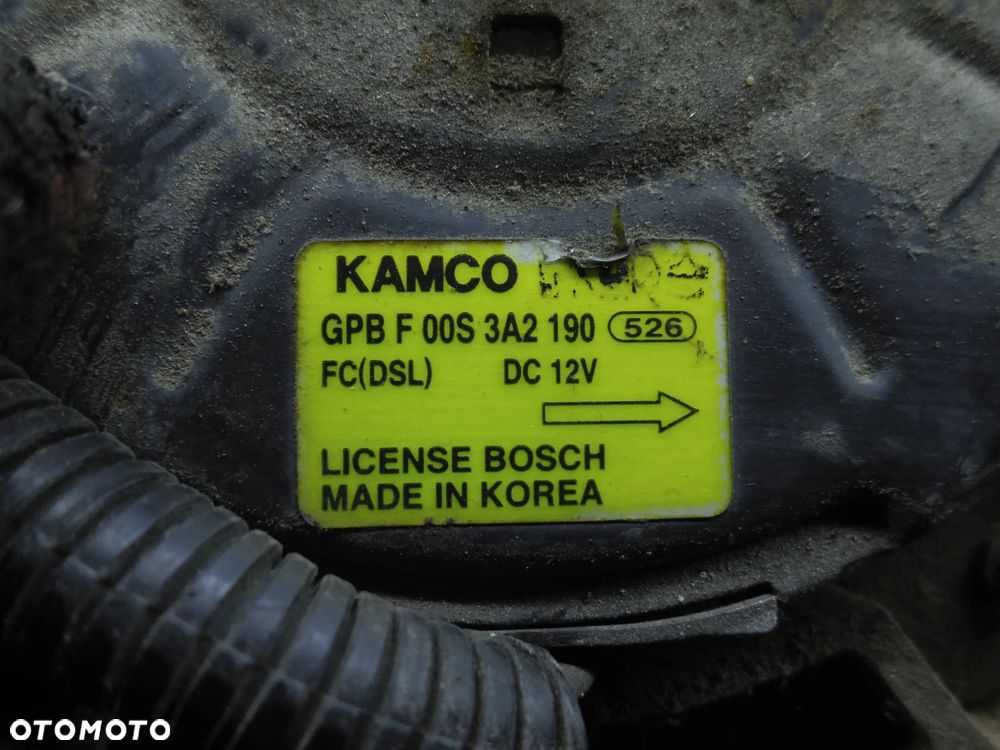 KAMCO
GPB F 00S 3A2 190 526
FC(DSL) DC 12V
LICENSE BOSCH
MADE IN KOREA
OTOMOTO